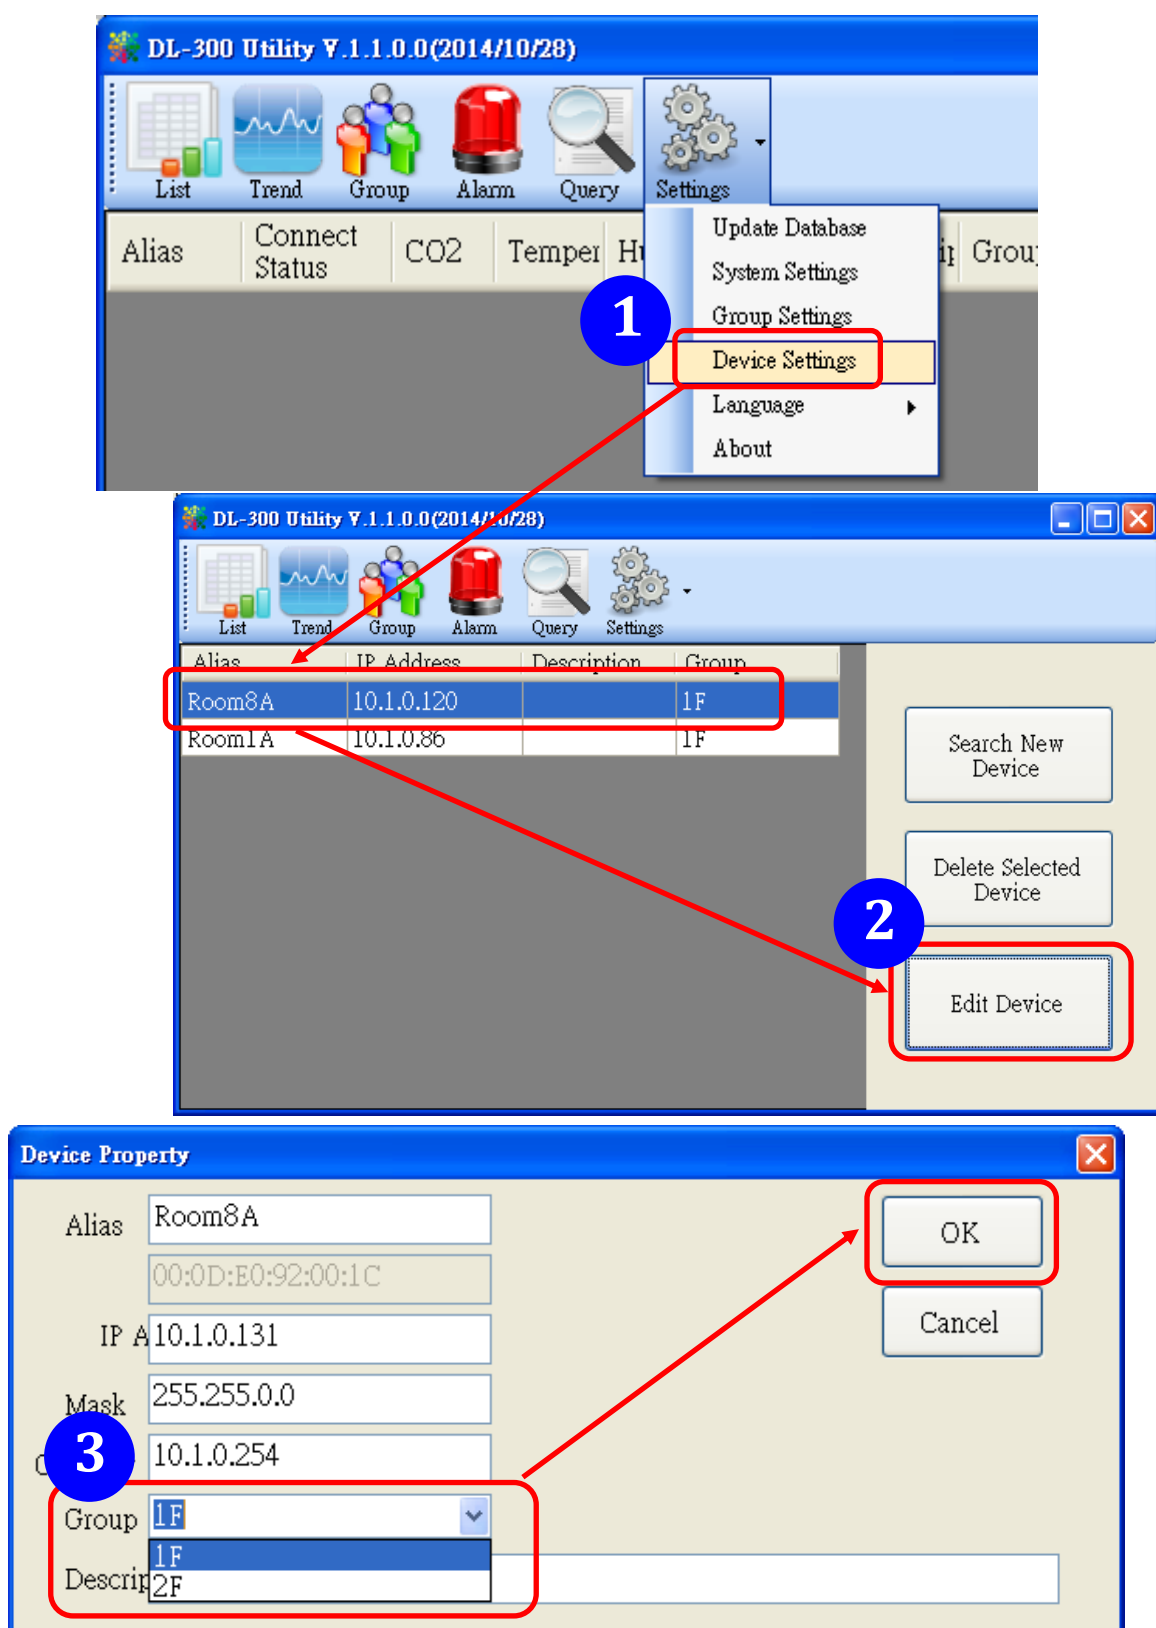 DL-300 Utility V.1.1.0.0(2014/10/28)
List Trend Group Alarm Query Settings
Alias Connect Status CO2 Temper Group
Update Database
System Settings
Group Settings
1
Device Settings
Language
About
DL-300 Utility V.1.1.0.0(2014/10/28)
List Trend Group Alarm Query Settings
Alias IP Address Description Group
Room8A 10.1.0.120 1F
Room1A 10.1.0.86 1F
Search New
Device
Delete Selected
Device
2
Edit Device
Device Property
Alias Room8A
OK
00:0D:E0:92:00:1C
Cancel
IP A 10.1.0.131
Mask 255.255.0.0
3
10.1.0.254
Group 1F
1F
Descrip
2F